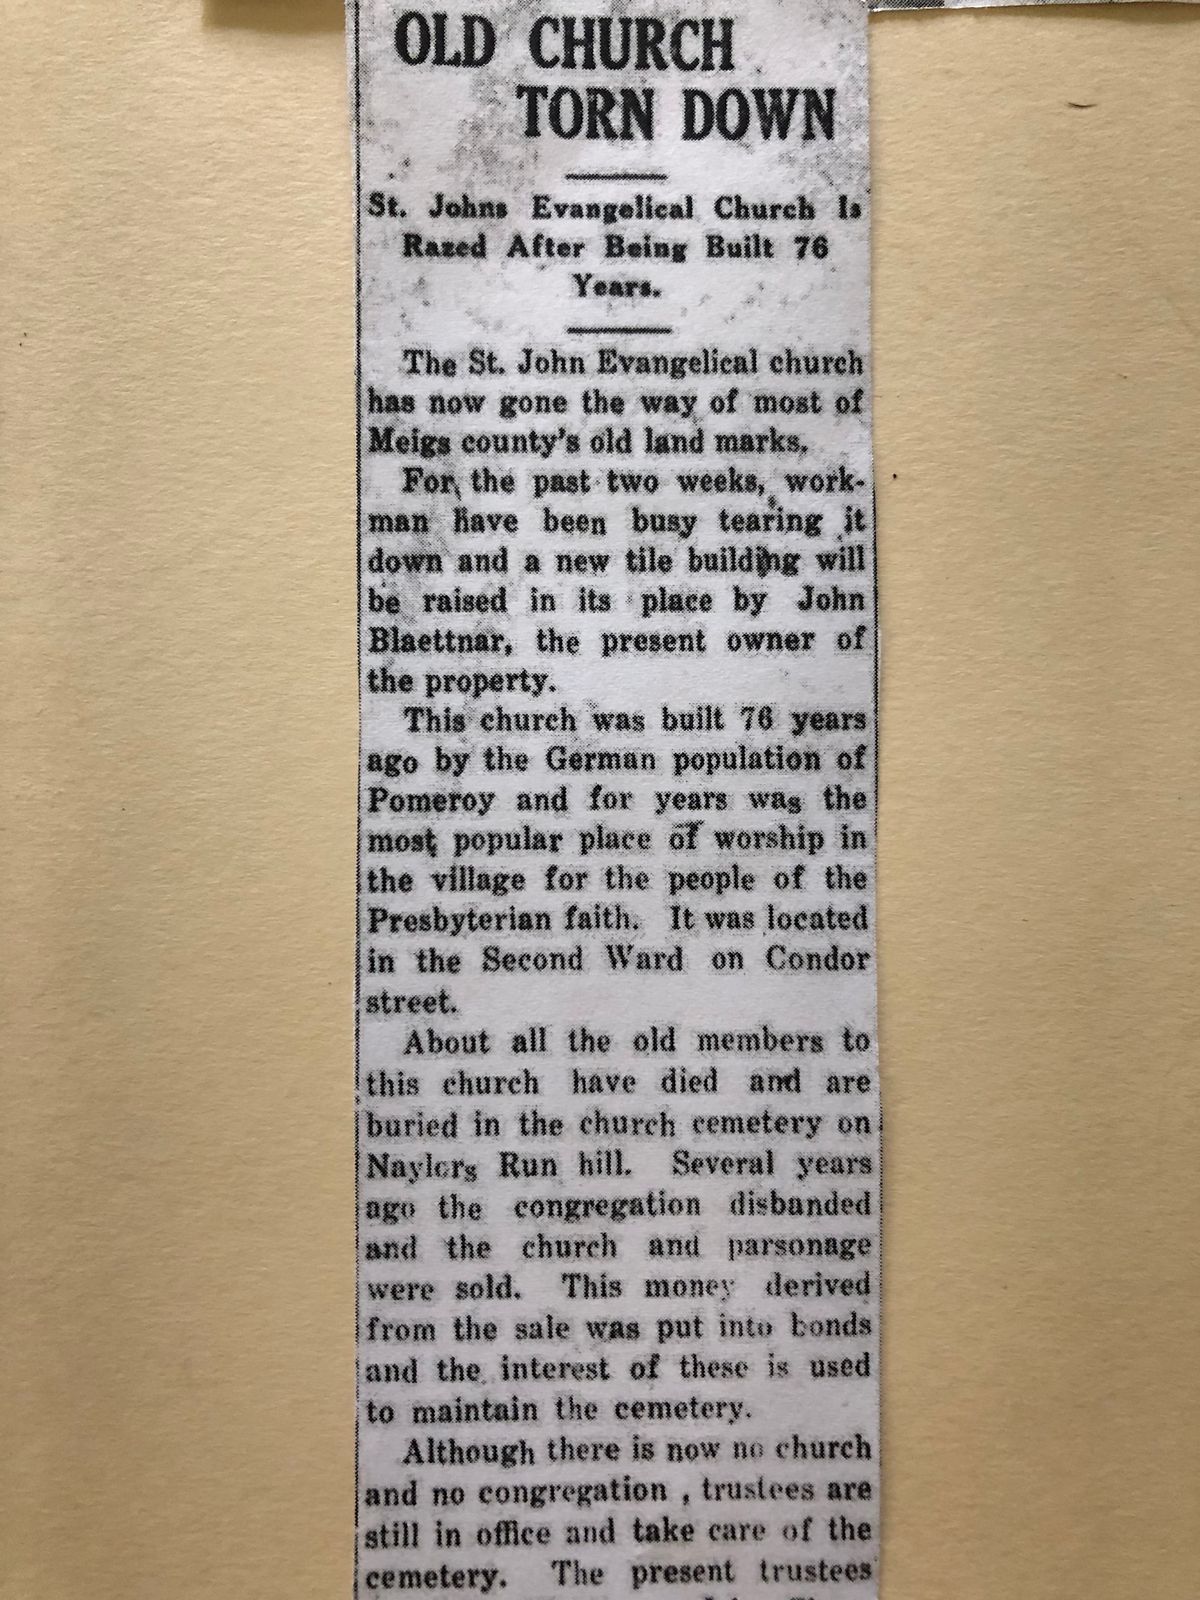 OLD CHURCH
TORN DOWN
St. Johns Evangelical Church Is
Razed After Being Built 76
Years.
The St. John Evangelical church
has now gone the way of most of
Meigs county's old land marks.
For the past two weeks, work-
man have been busy tearing it
down and a new tile building will
be raised in its place by John
Blaettnar, the present owner of
the property.
This church was built 76 years
ago by the German population of
Pomeroy and for years was the
most popular place of worship in
the village for the people of the
Presbyterian faith. It was located
in the Second Ward on Condor
street.
About all the old members to
this church have died and are
buried in the church cemetery on
Naylors Run hill. Several years
ago the congregation disbanded
and the church and parsonage
were sold. This money derived
from the sale was put into bonds
and the interest of these is used
to maintain the cemetery.
Although there is now no church
and no congregation , trustees are
still in office and take care of the
cemetery. The present trustees